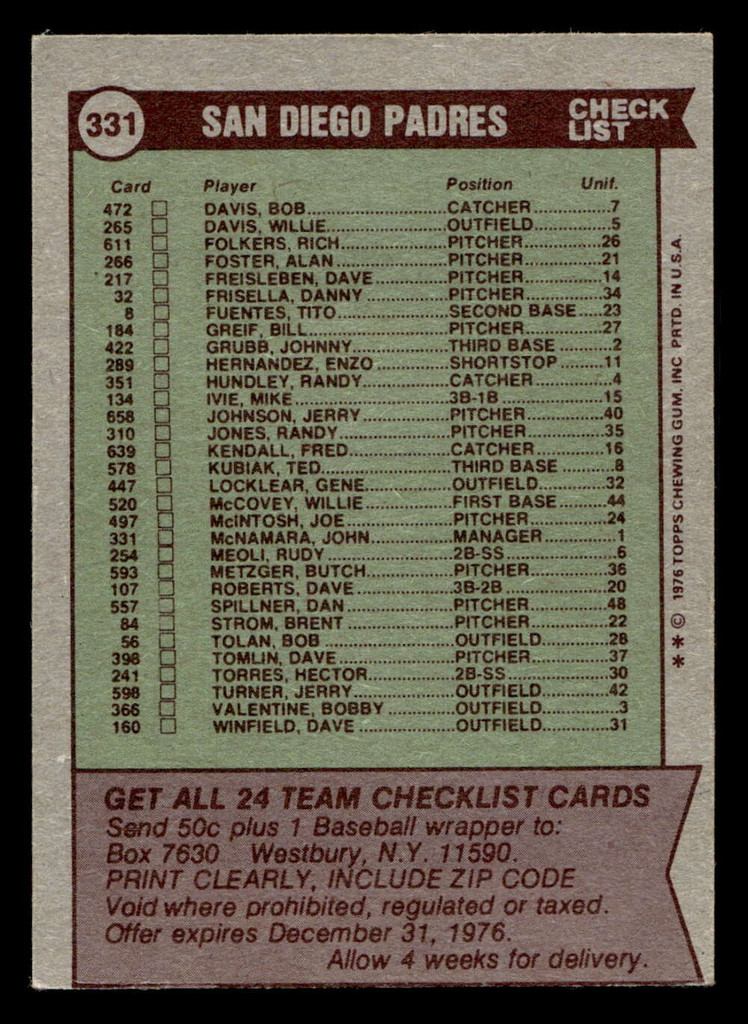 331 SAN DIEGO PADRES CHECK LIST
Card Player Position Unif.
472 DAVIS, BOB CATCHER 7
265 DAVIS, WILLIE OUTFIELD 5
611 FOLKERS, RICH PITCHER 26
266 FOSTER, ALAN PITCHER 21
217 FREISLEBEN, DAVE PITCHER 14
32 FRISELLA, DANNY PITCHER 34
8 FUENTES, TITO SECOND BASE 23
184 GREIF, BILL PITCHER 27
422 GRUBB, JOHNNY THIRD BASE 2
289 HERNANDEZ, ENZO SHORTSTOP 11
351 HUNDLEY, RANDY CATCHER 4
134 IVIE, MIKE 3B-1B 15
658 JOHNSON, JERRY PITCHER 40
310 JONES, RANDY PITCHER 35
639 KENDALL, FRED CATCHER 16
578 KUBIAK, TED THIRD BASE 8
447 LOCKLEAR, GENE OUTFIELD 32
520 McCOVEY, WILLIE FIRST BASE 44
497 McINTOSH, JOE PITCHER 24
331 McNAMARA, JOHN MANAGER 1
254 MEOLI, RUDY 2B-SS 6
593 METZGER, BUTCH PITCHER 36
107 ROBERTS, DAVE 3B-2B 20
557 SPILLNER, DAN PITCHER 48
84 STROM, BRENT PITCHER 22
56 TOLAN, BOB OUTFIELD 28
398 TOMLIN, DAVE PITCHER 37
241 TORRES, HECTOR 2B-SS 30
598 TURNER, JERRY OUTFIELD 42
366 VALENTINE, BOBBY OUTFIELD 3
160 WINFIELD, DAVE OUTFIELD 31
GET ALL 24 TEAM CHECKLIST CARDS
Send 50c plus 1 Baseball wrapper to:
Box 7630 Westbury, N.Y. 11590.
PRINT CLEARLY, INCLUDE ZIP CODE
Void where prohibited, regulated or taxed.
Offer expires December 31, 1976.
Allow 4 weeks for delivery.
* * © 1976 TOPPS CHEWING GUM, INC PRTD. IN U.S.A.